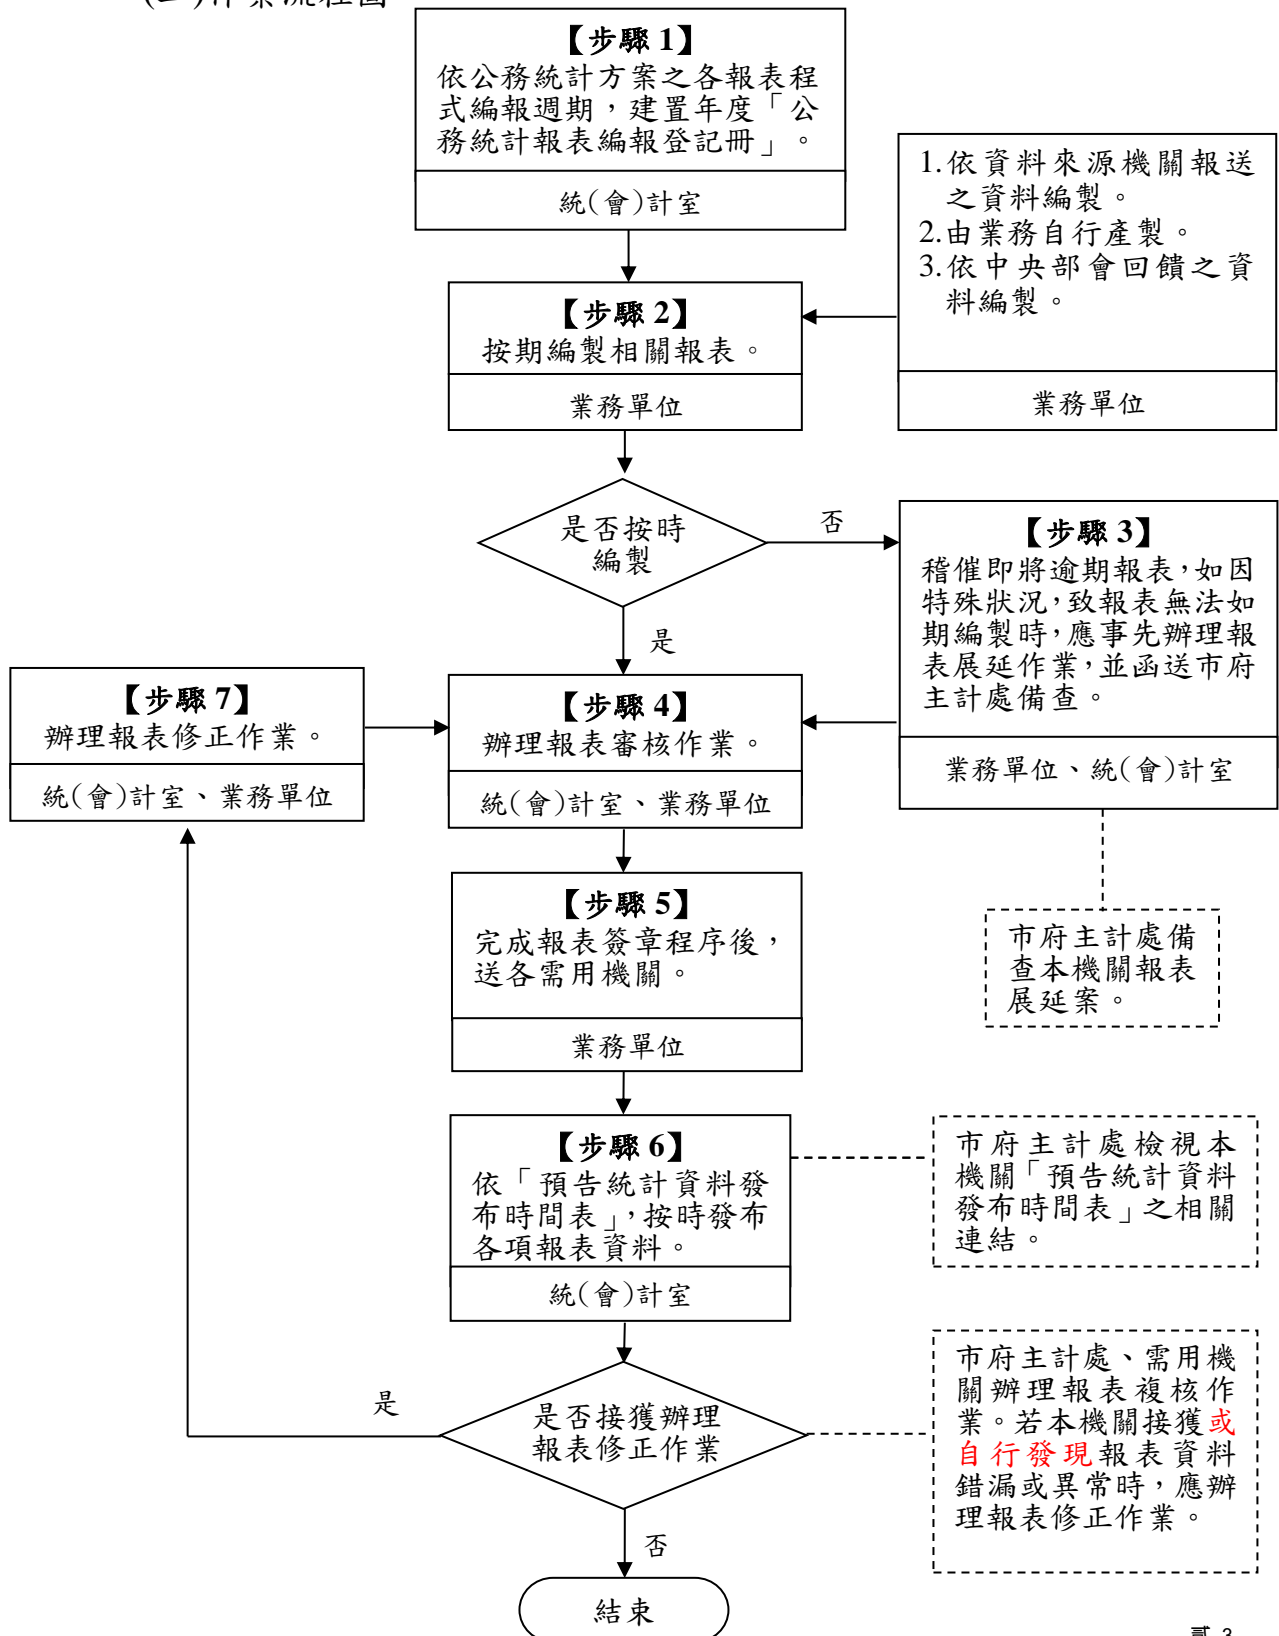 (二)作業流程圖
【步驟 1】
依公務統計方案之各報表程
式編報週期，建置年度「公
務統計報表編報登記冊」。
統(會)計室
1.依資料來源機關報送
之資料編製。
2.由業務自行產製。
3.依中央部會回饋之資
料編製。
業務單位
【步驟 2】
按期編製相關報表。
業務單位
是否按時
編製
否
是
【步驟 3】
稽催即將逾期報表，如因
特殊狀況，致報表無法如
期編製時，應事先辦理報
表展延作業，並函送市府
主計處備查。
業務單位、統(會)計室
【步驟 7】
辦理報表修正作業。
統(會)計室、業務單位
【步驟 4】
辦理報表審核作業。
統(會)計室、業務單位
【步驟 5】
完成報表簽章程序後，
送各需用機關。
業務單位
市府主計處備
查本機關報表
展延案。
【步驟 6】
依「預告統計資料發
布時間表」，按時發布
各項報表資料。
統(會)計室
市府主計處檢視本
機關「預告統計資料
發布時間表」之相關
連結。
是
是否接獲辦理
報表修正作業
市府主計處、需用機
關辦理報表複核作
業。若本機關接獲或
自行發現報表資料
錯漏或異常時，應辦
理報表修正作業。
否
結束
貳 3